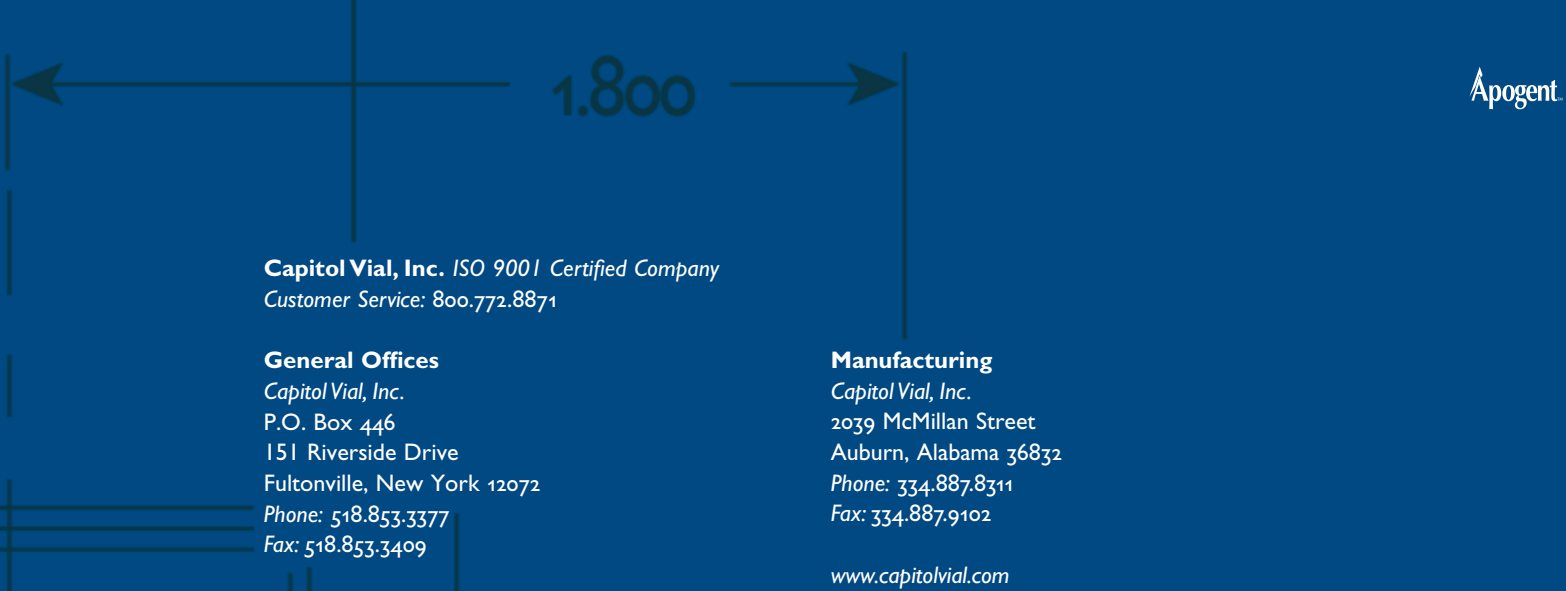 1.800
Apogent™
Capitol Vial, Inc. ISO 9001 Certified Company
Customer Service: 800.772.8871
General Offices
Capitol Vial, Inc.
P.O. Box 446
151 Riverside Drive
Fultonville, New York 12072
Phone: 518.853.3377
Fax: 518.853.3409
Manufacturing
Capitol Vial, Inc.
2039 McMillan Street
Auburn, Alabama 36832
Phone: 334.887.8311
Fax: 334.887.9102
www.capitolvial.com